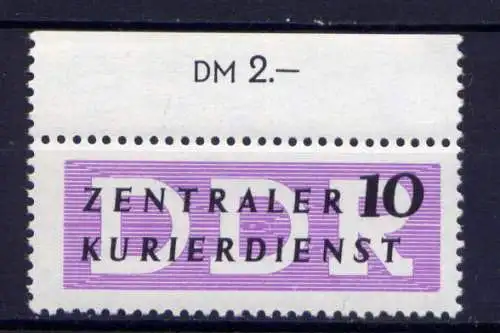 DM 2.–
DDR
ZENTRALER 10
KURIERDIENST